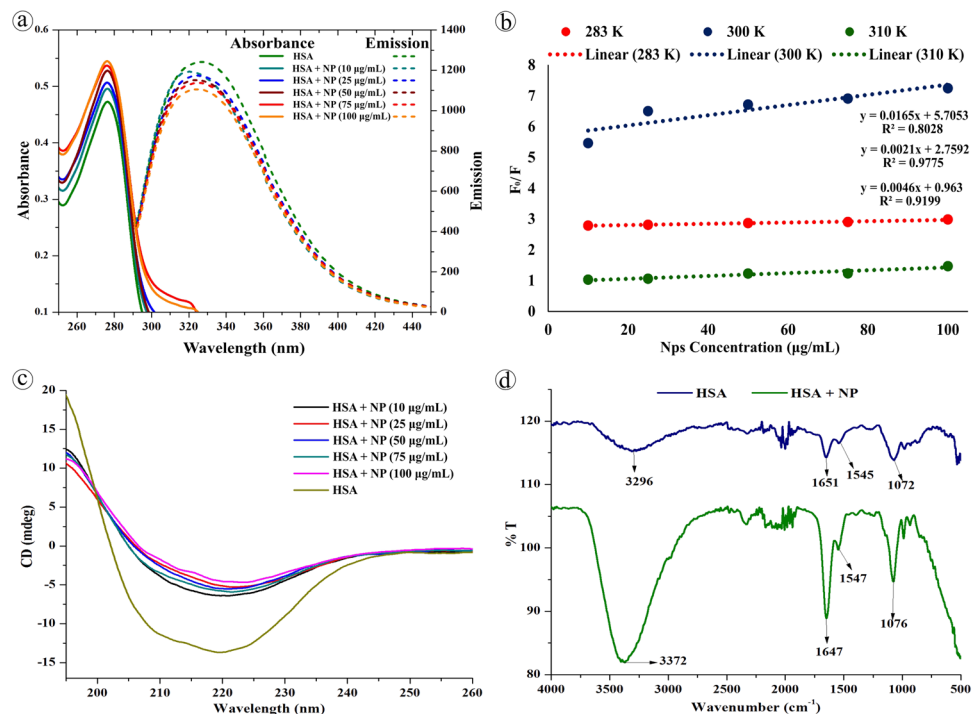 a
Absorbance Emission
HSA
HSA + NP (10 µg/mL)
HSA + NP (25 µg/mL)
HSA + NP (50 µg/mL)
HSA + NP (75 µg/mL)
HSA + NP (100 µg/mL)
0.6
0.5
0.4
0.3
0.2
0.1
Absorbance
1400
1200
1000
800
600
400
200
0
Emission
260 280 300 320 340 360 380 400 420 440
Wavelength (nm)
b
283 K 300 K 310 K
Linear (283 K) Linear (300 K) Linear (310 K)
8
7
6
5
4
3
2
1
0
F₀/ F
y = 0.0165x + 5.7053
R² = 0.8028
y = 0.0021x + 2.7592
R² = 0.9775
y = 0.0046x + 0.963
R² = 0.9199
0 20 40 60 80 100
Nps Concentration (µg/mL)
c
HSA + NP (10 µg/mL)
HSA + NP (25 µg/mL)
HSA + NP (50 µg/mL)
HSA + NP (75 µg/mL)
HSA + NP (100 µg/mL)
HSA
20
15
10
5
0
-5
-10
-15
CD (mdeg)
200 210 220 230 240 250 260
Wavelength (nm)
d
HSA HSA + NP
120
110
100
90
80
% T
3296
1651
1545
1072
3372
1647
1547
1076
4000 3500 3000 2500 2000 1500 1000 500
Wavenumber (cm⁻¹)